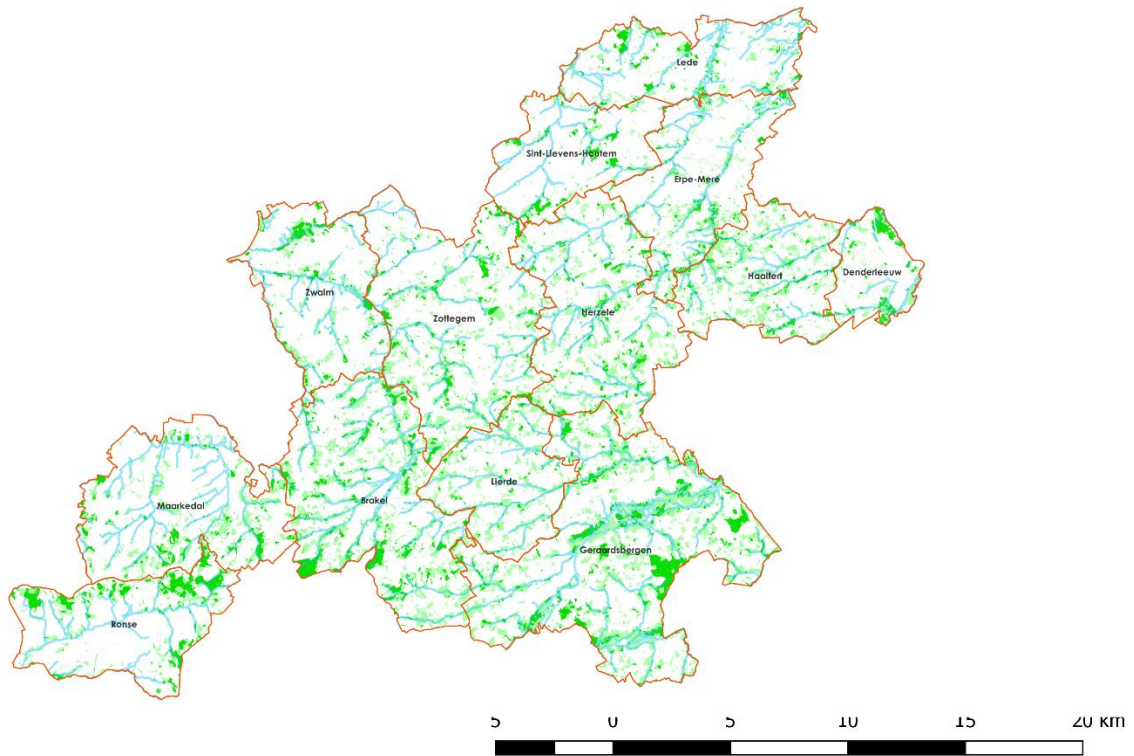 Lede
Sint-Lievens-Houtem
Erpe-Mere
Haaltert
Denderleeuw
Zwalm
Zottegem
Herzele
Lierde
Brakel
Maarkedal
Geraardsbergen
Ronse
5 0 5 10 15 20 km